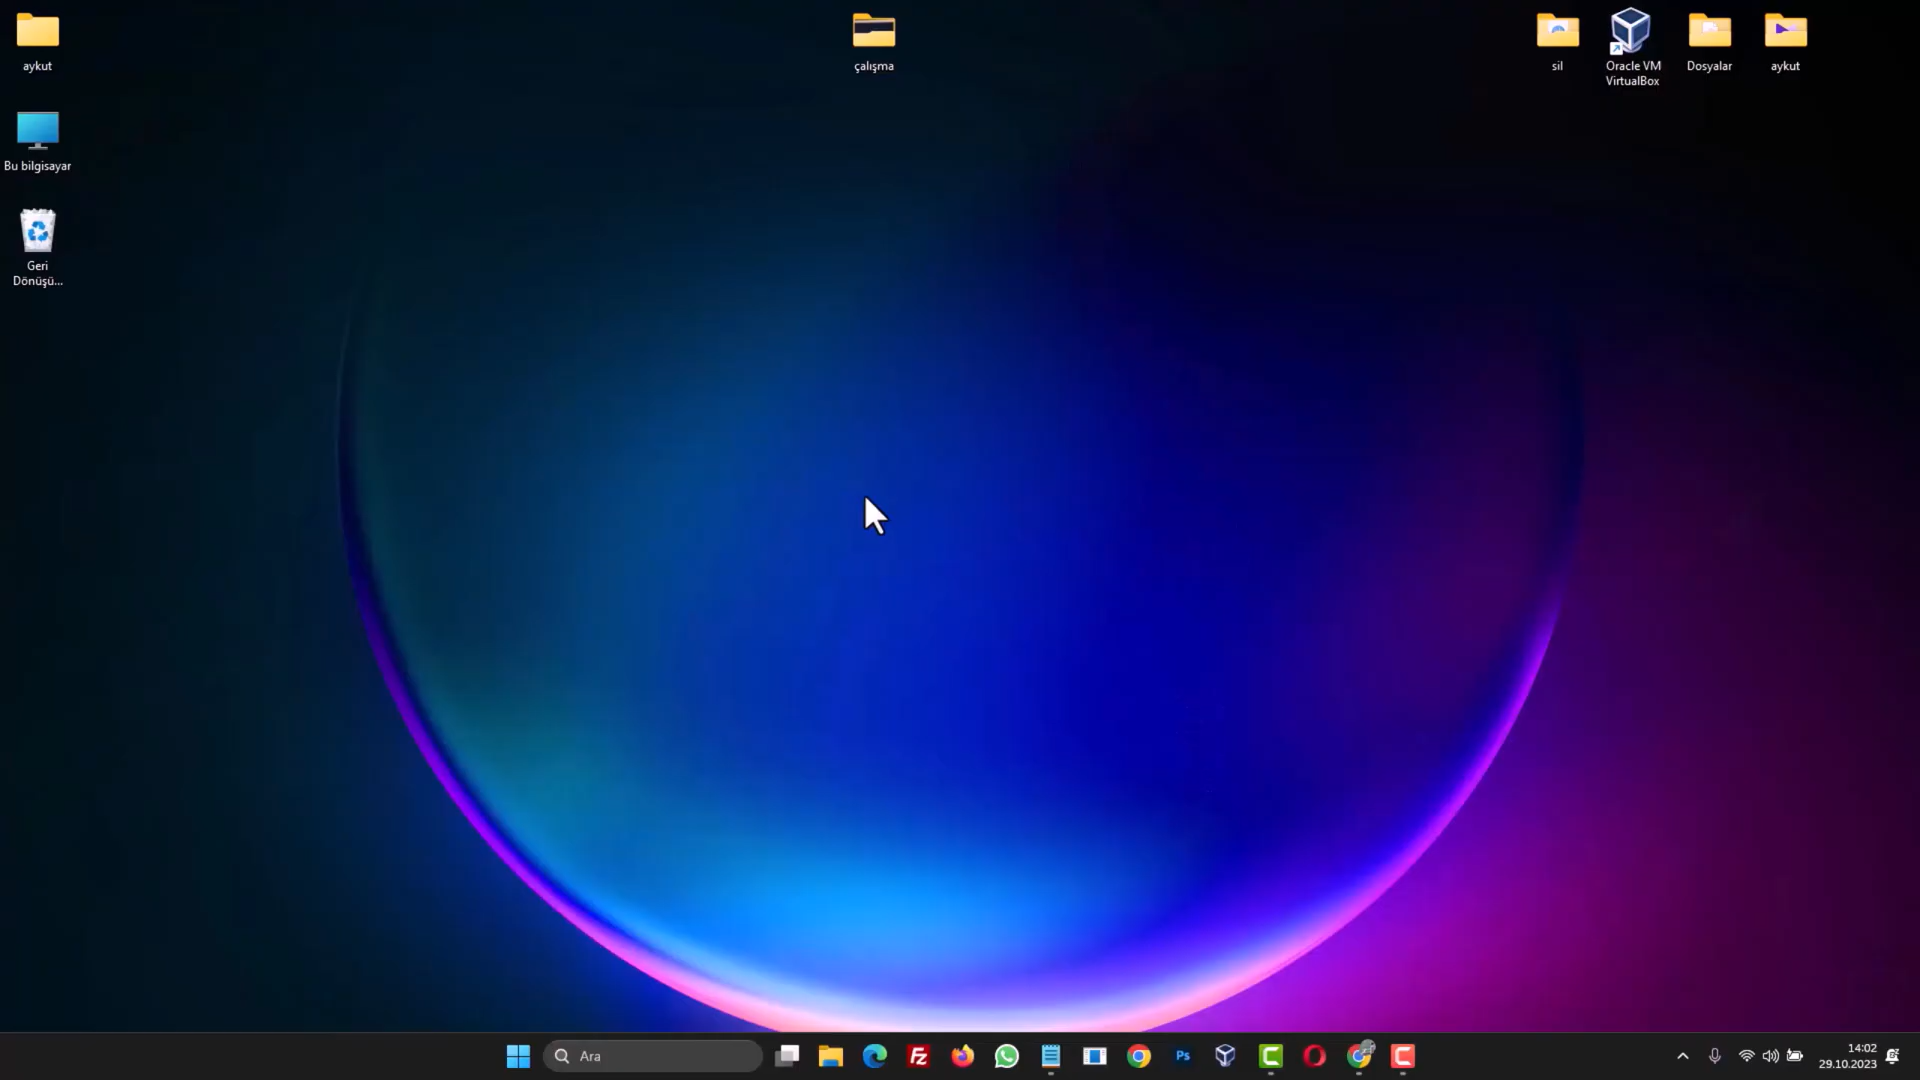 aykut
çalışma
sil
Oracle VM
VirtualBox
Dosyalar
aykut
Bu bilgisayar
Geri
Dönüşü...
Ara
Fz
Ps
14:02
29.10.2023